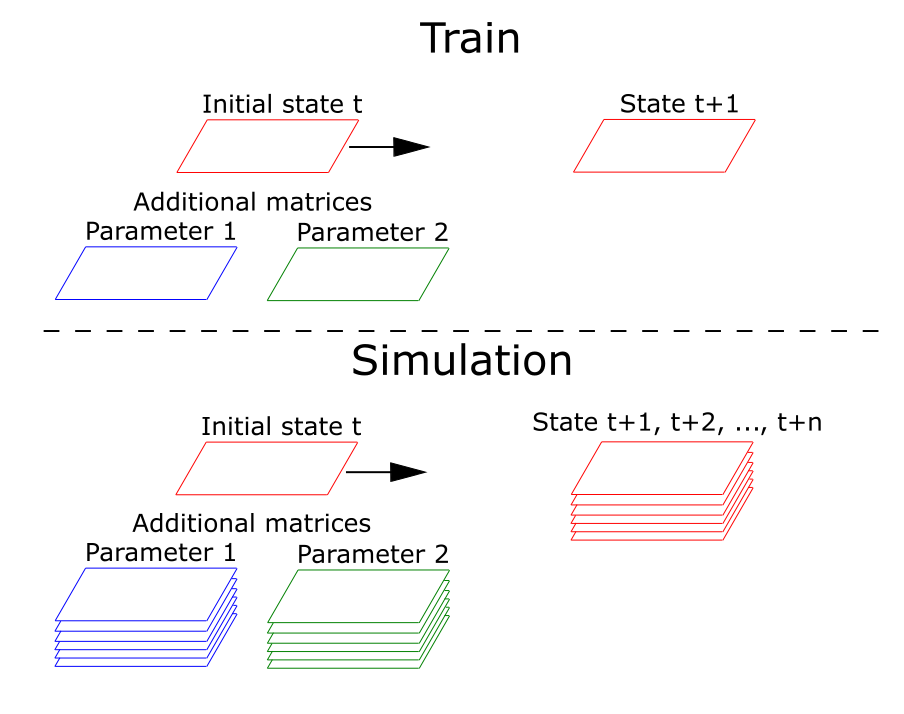 Train
Initial state t
State t+1
Additional matrices
Parameter 1
Parameter 2
Simulation
Initial state t
State t+1, t+2, ..., t+n
Additional matrices
Parameter 1
Parameter 2